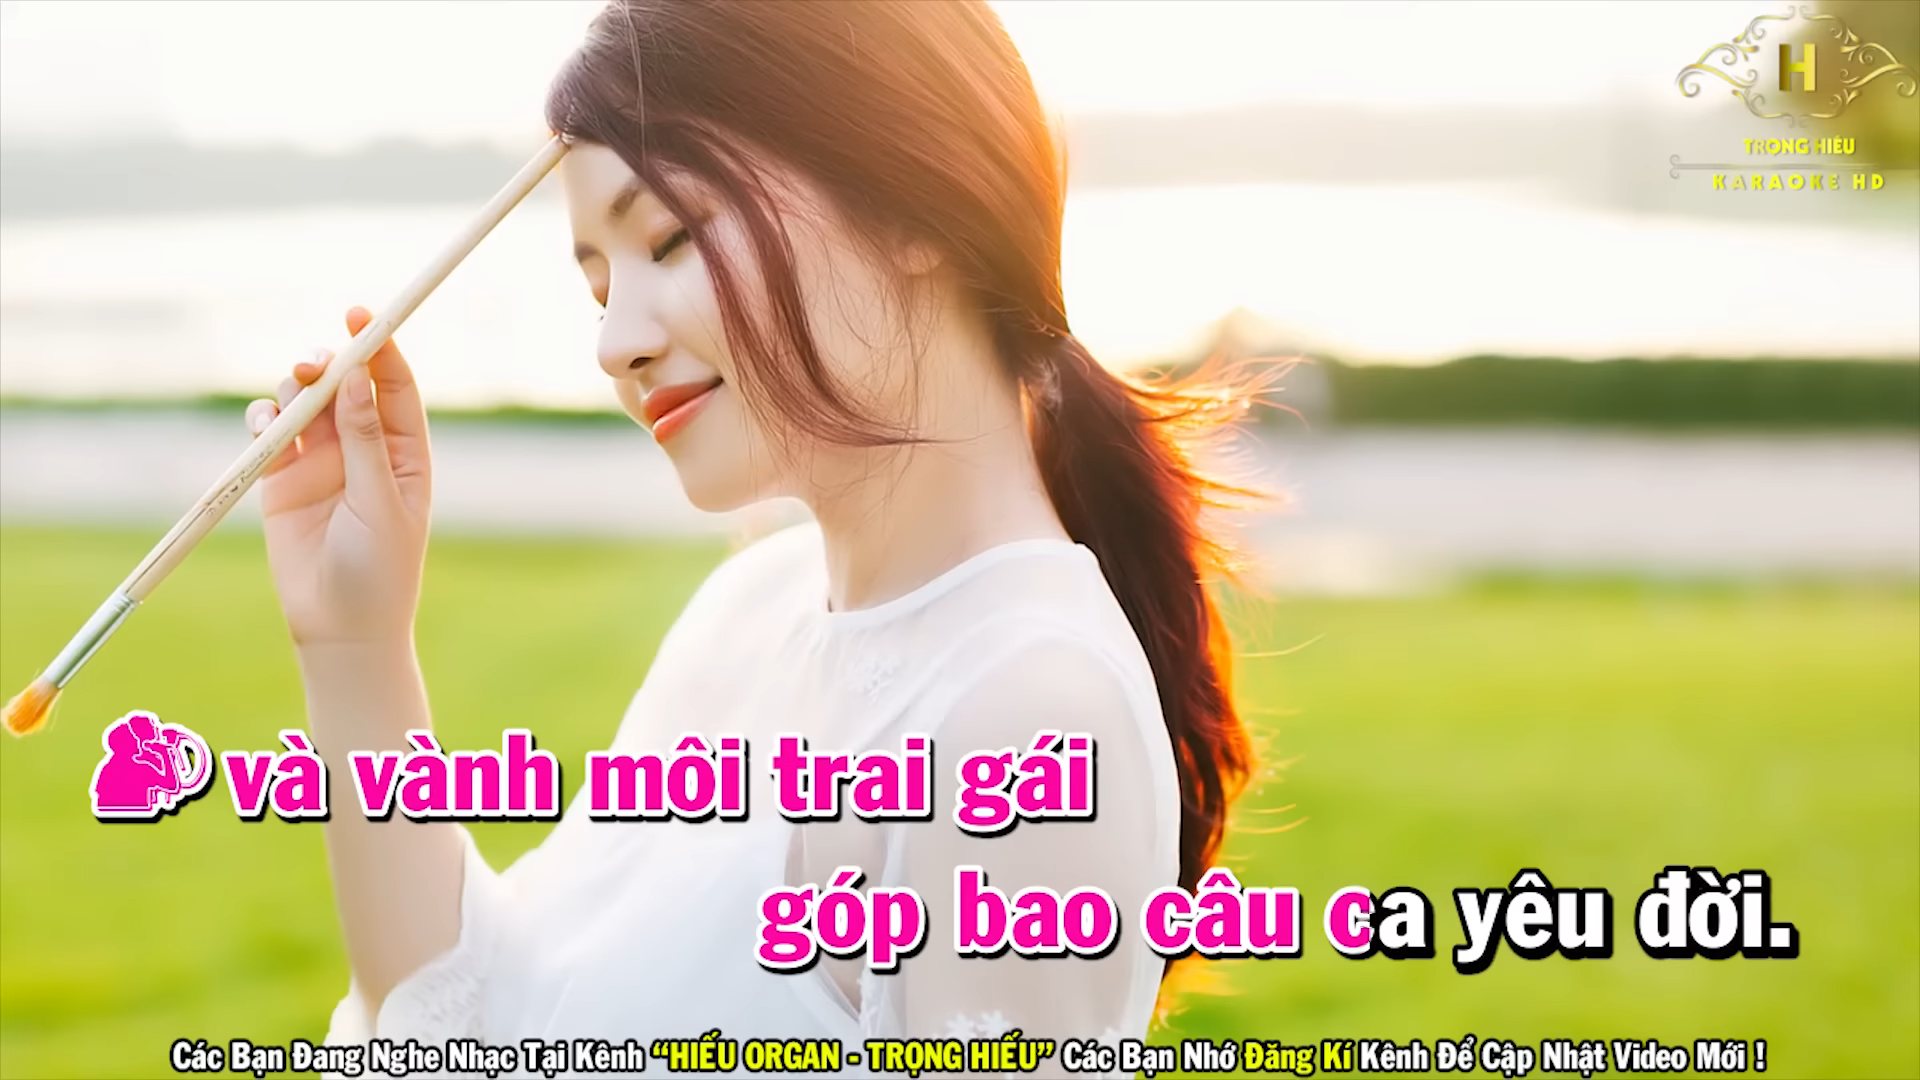 H
TRỌNG HIẾU
KARAOKE HD
và vành môi trai gái
góp bao câu ca yêu đời.
Các Bạn Đang Nghe Nhạc Tại Kênh “HIẾU ORGAN - TRỌNG HIẾU” Các Bạn Nhớ Đăng Kí Kênh Để Cập Nhật Video Mới !